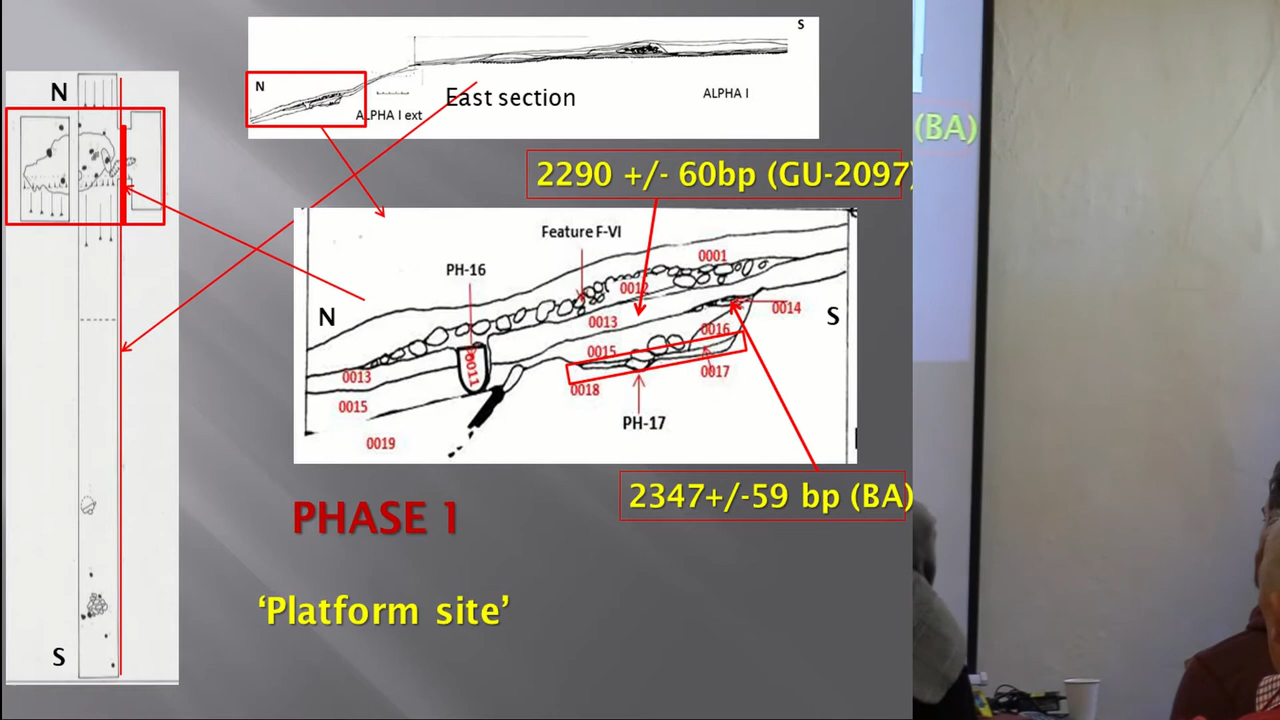 S
N
East section
ALPHA I
ALPHA I ext
N
(BA)
2290 +/- 60bp (GU-2097)
Feature F-VI
PH-16
0001
0012
N
0013
0014
S
0016
0015
0011
0013
0017
0018
0015
PH-17
0019
2347+/-59 bp (BA)
PHASE 1
'Platform site'
S